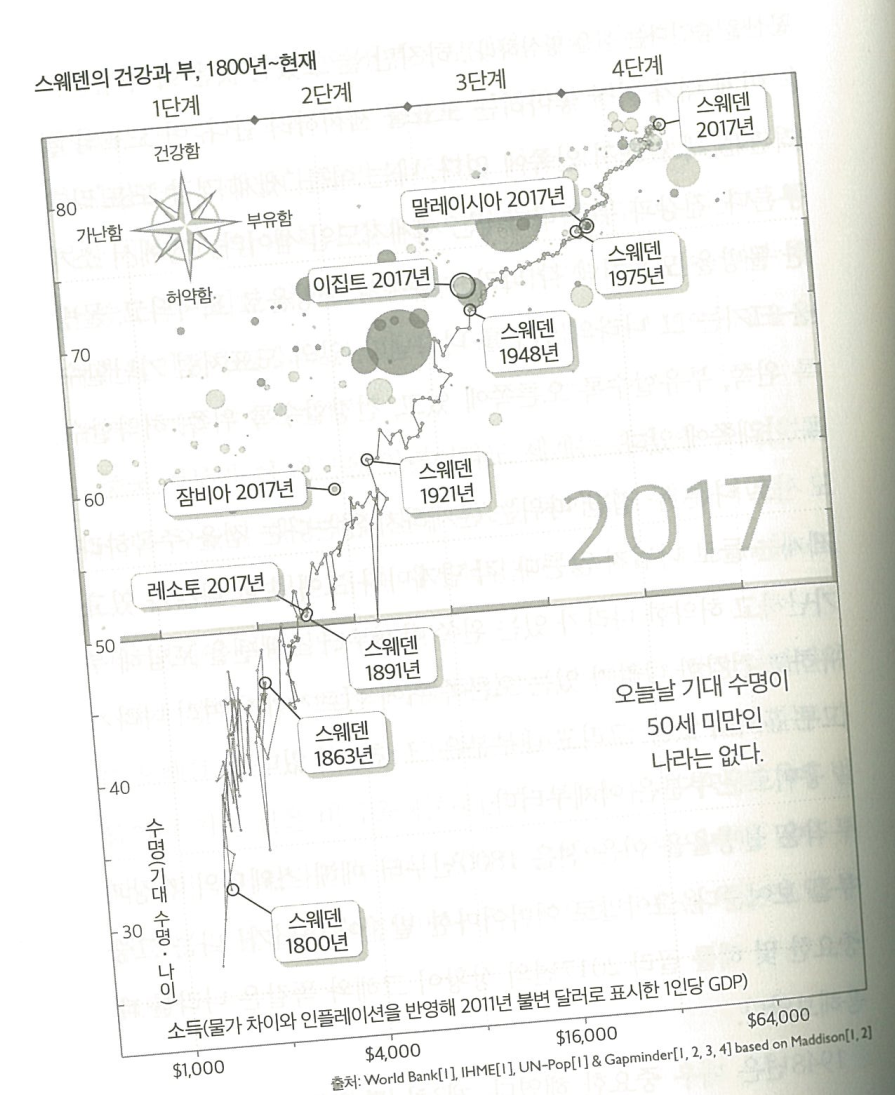 스웨덴의 건강과 부, 1800년~현재
1단계
2단계
3단계
4단계
건강함
가난함
부유함
허약함
80
70
60
50
40
30
스웨덴
2017년
말레이시아 2017년
스웨덴
1975년
이집트 2017년
스웨덴
1948년
스웨덴
1921년
잠비아 2017년
2017
레소토 2017년
스웨덴
1891년
오늘날 기대 수명이
50세 미만인
나라는 없다.
스웨덴
1863년
스웨덴
1800년
수명(기대 수명·나이)
소득(물가 차이와 인플레이션을 반영해 2011년 불변 달러로 표시한 1인당 GDP)
$1,000
$4,000
$16,000
$64,000
출처: World Bank[1], IHME[1], UN-Pop[1] & Gapminder[1, 2, 3, 4] based on Maddison[1, 2]